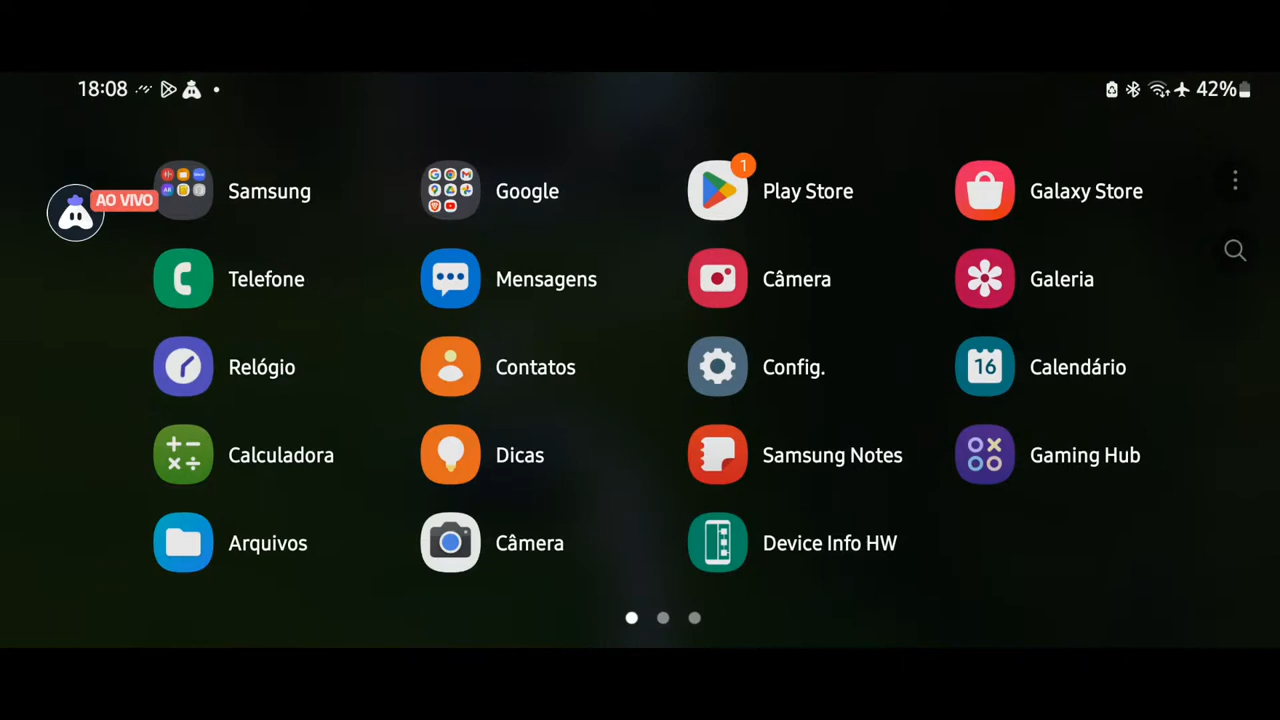 18:08
42%
AO VIVO
Samsung
Google
1
Play Store
Galaxy Store
Telefone
Mensagens
Câmera
Galeria
Relógio
Contatos
Config.
16
Calendário
Calculadora
Dicas
Samsung Notes
Gaming Hub
Arquivos
Câmera
Device Info HW